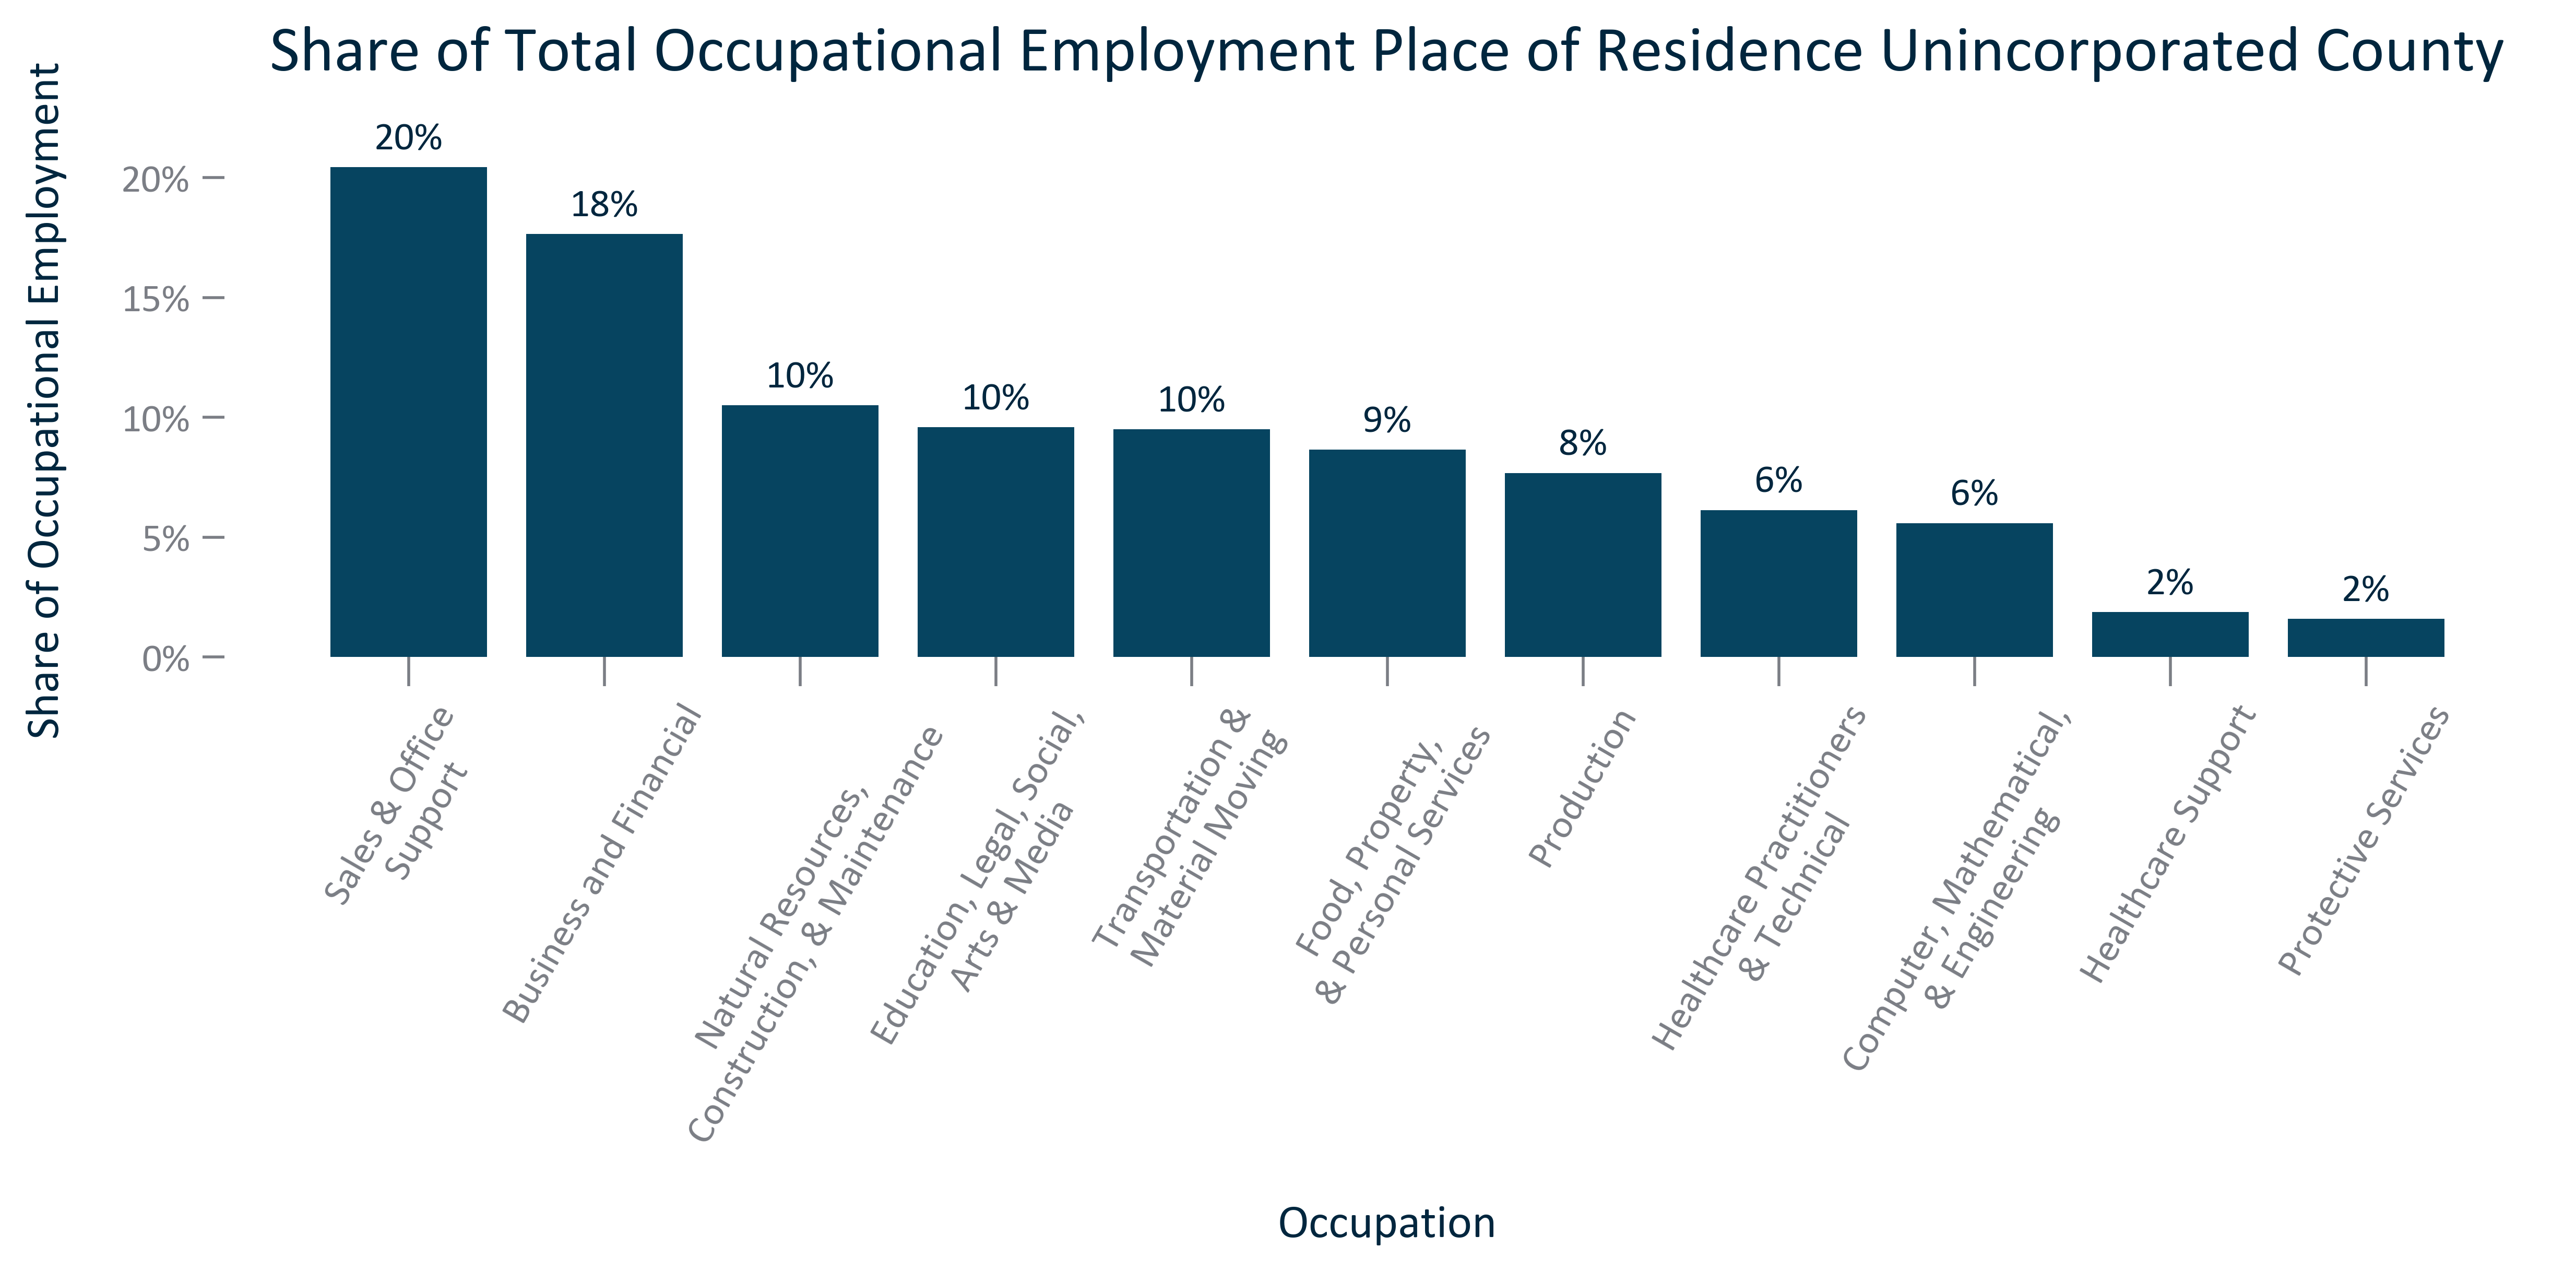 Share of Total Occupational Employment Place of Residence Unincorporated County
Share of Occupational Employment
20%
15%
10%
5%
0%
20%
18%
10%
10%
10%
9%
8%
6%
6%
2%
2%
Sales & Office
Support
Business and Financial
Natural Resources,
Construction, & Maintenance
Education, Legal, Social,
Arts & Media
Transportation &
Material Moving
Food, Property,
& Personal Services
Production
Healthcare Practitioners
& Technical
Computer, Mathematical,
& Engineering
Healthcare Support
Protective Services
Occupation